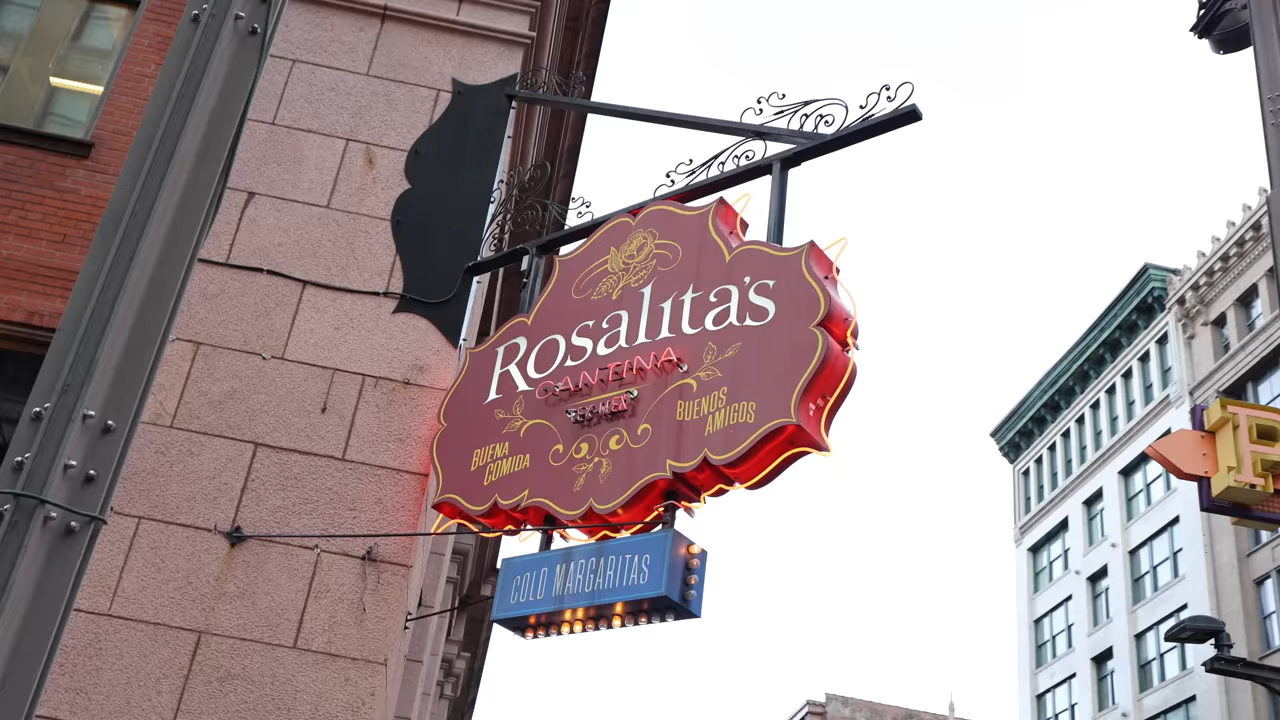 Rosalita's
CANTINA
TEX-MEX
BUENA
COMIDA
BUENOS
AMIGOS
COLD MARGARITAS